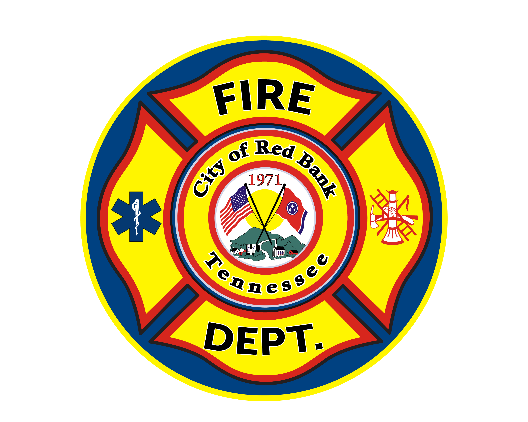 FIRE
City of Red Bank
1971
Tennessee
DEPT.